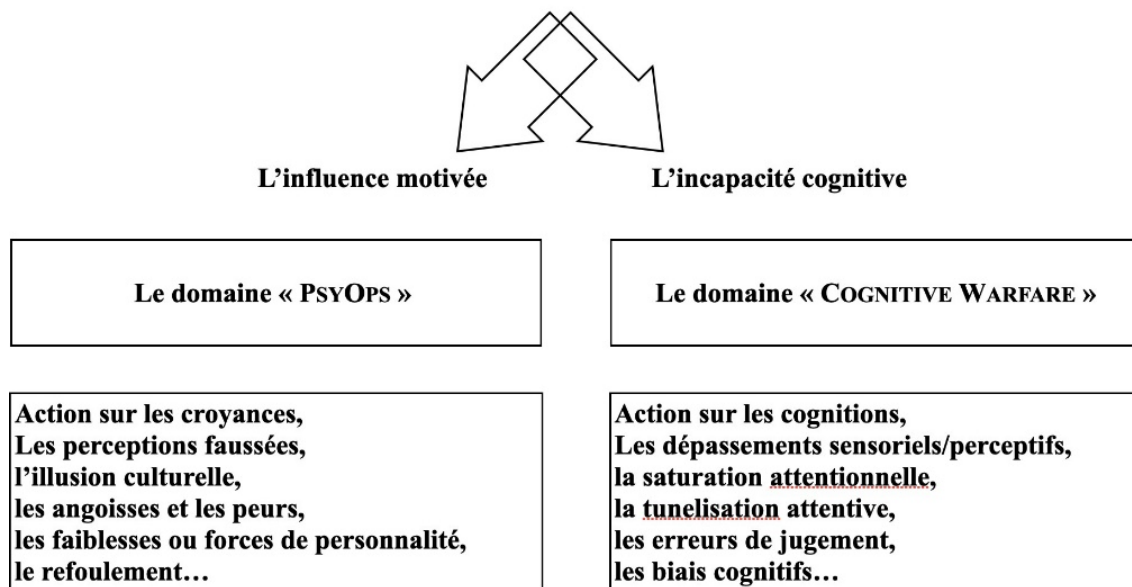 L'influence motivée
L'incapacité cognitive
Le domaine « PSYOPS »
Le domaine « COGNITIVE WARFARE »
Action sur les croyances,
Les perceptions faussées,
l'illusion culturelle,
les angoisses et les peurs,
les faiblesses ou forces de personnalité,
le refoulement…
Action sur les cognitions,
Les dépassements sensoriels/perceptifs,
la saturation attentionnelle,
la tunelisation attentive,
les erreurs de jugement,
les biais cognitifs…